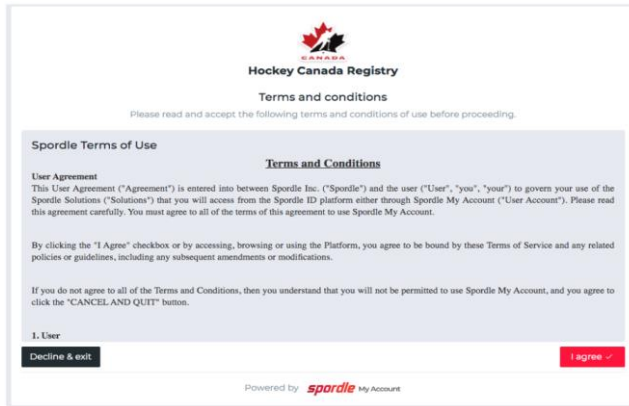 CANADA
Hockey Canada Registry
Terms and conditions
Please read and accept the following terms and conditions of use before proceeding.
Spordle Terms of Use
Terms and Conditions
User Agreement
This User Agreement ("Agreement") is entered into between Spordle Inc. ("Spordle") and the user ("User", "you", "your") to govern your use of the
Spordle Solutions ("Solutions") that you will access from the Spordle ID platform either through Spordle My Account ("User Account"). Please read
this agreement carefully. You must agree to all of the terms of this agreement to use Spordle My Account.
By clicking the "I Agree" checkbox or by accessing, browsing or using the Platform, you agree to be bound by these Terms of Service and any related
policies or guidelines, including any subsequent amendments or modifications.
If you do not agree to all of the Terms and Conditions, then you understand that you will not be permitted to use Spordle My Account, and you agree to
click the "CANCEL AND QUIT" button.
1. User
Decline & exit
I agree ✓
Powered by spordle My Account